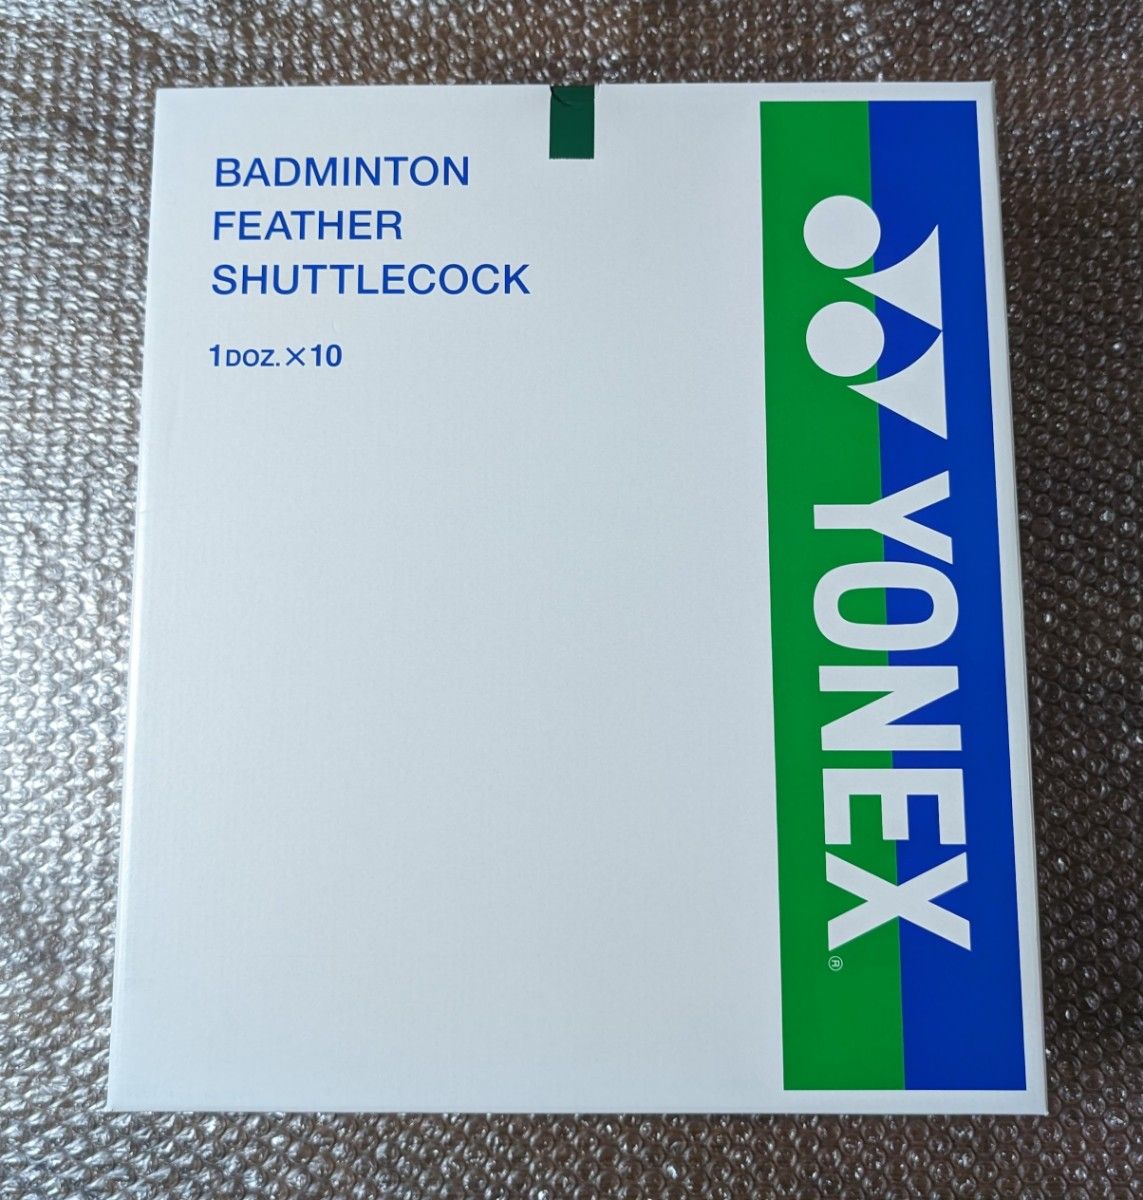 BADMINTON
FEATHER
SHUTTLECOCK
1DOZ.×10
YONEX®